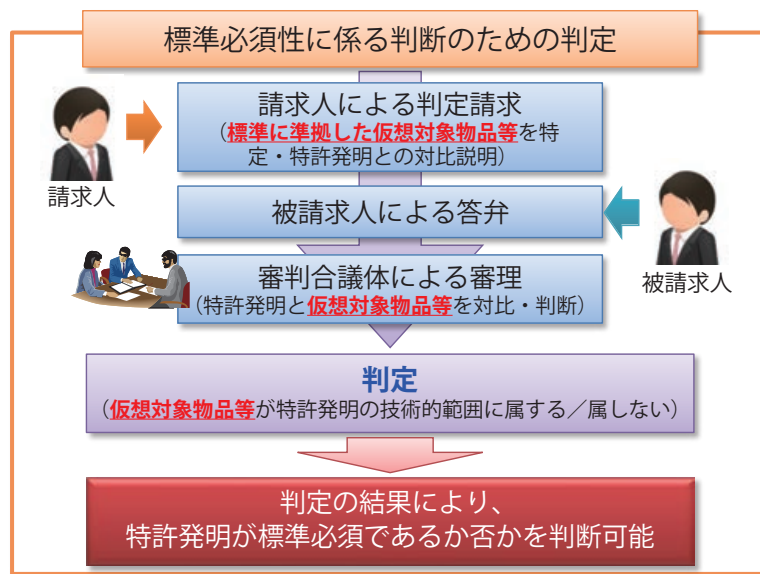 標準必須性に係る判断のための判定
請求人による判定請求
（標準に準拠した仮想対象物品等を特
定・特許発明との対比説明）
請求人
被請求人による答弁
被請求人
審判合議体による審理
（特許発明と仮想対象物品等を対比・判断）
判定
（仮想対象物品等が特許発明の技術的範囲に属する／属しない）
判定の結果により、
特許発明が標準必須であるか否かを判断可能